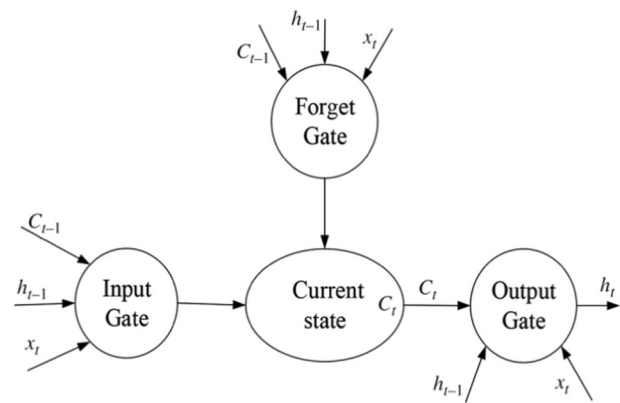 h_{t-1}
C_{t-1}
x_t
Forget
Gate
C_{t-1}
h_{t-1}
x_t
Input
Gate
Current
state
C_t
C_t
Output
Gate
h_t
h_{t-1}
x_t